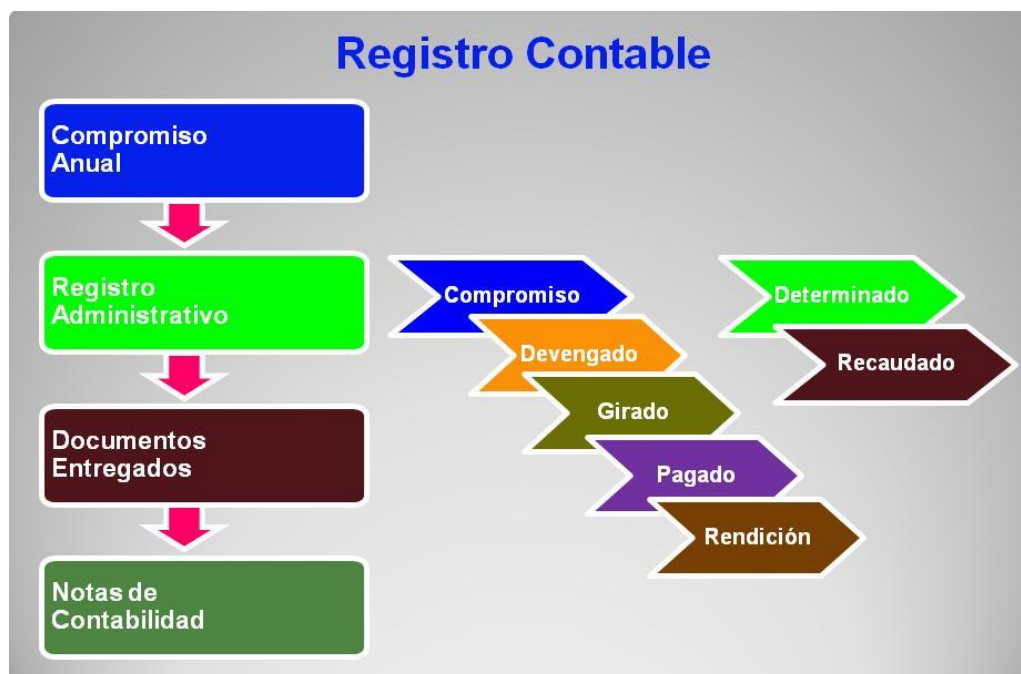 Registro Contable
Compromiso
Anual
Registro
Administrativo
Documentos
Entregados
Notas de
Contabilidad
Compromiso
Devengado
Girado
Pagado
Rendición
Determinado
Recaudado